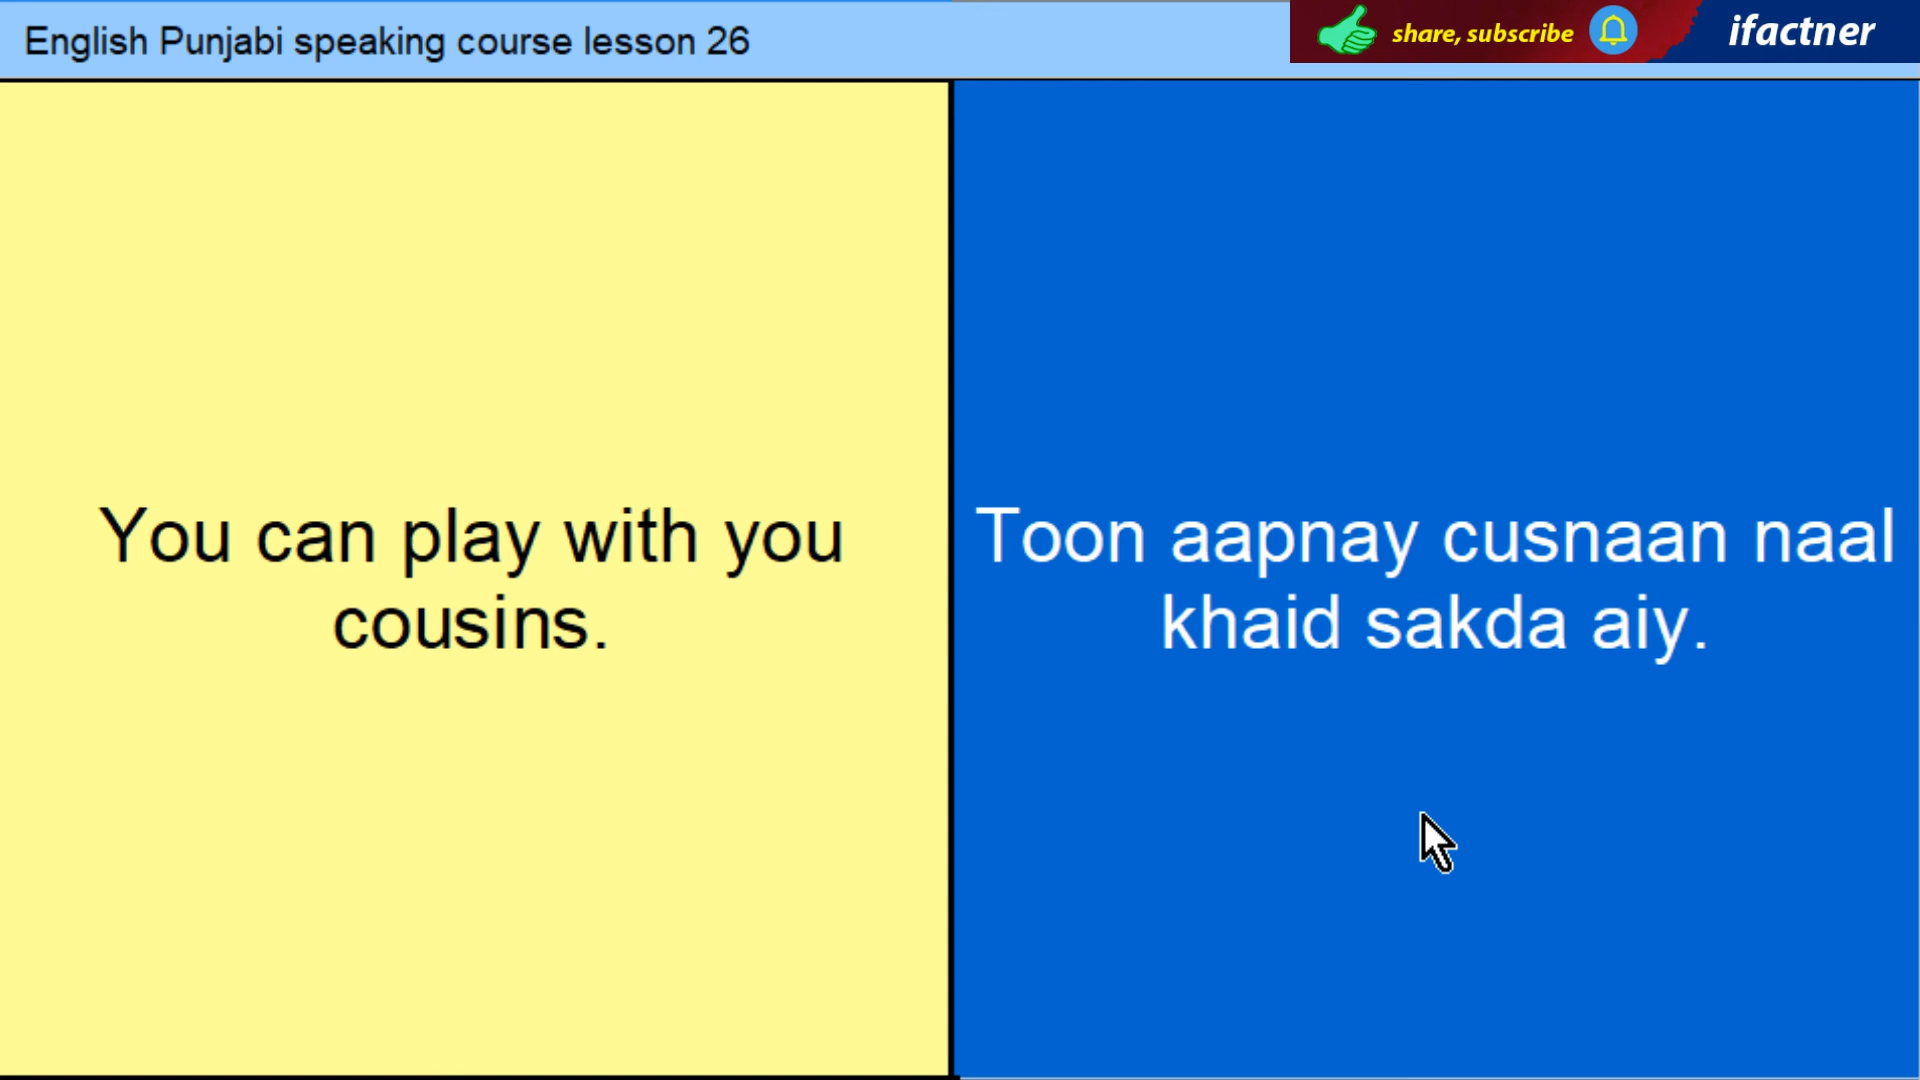 English Punjabi speaking course lesson 26
share, subscribe
ifactner
You can play with you
cousins.
Toon aapnay cusnaan naal
khaid sakda aiy.